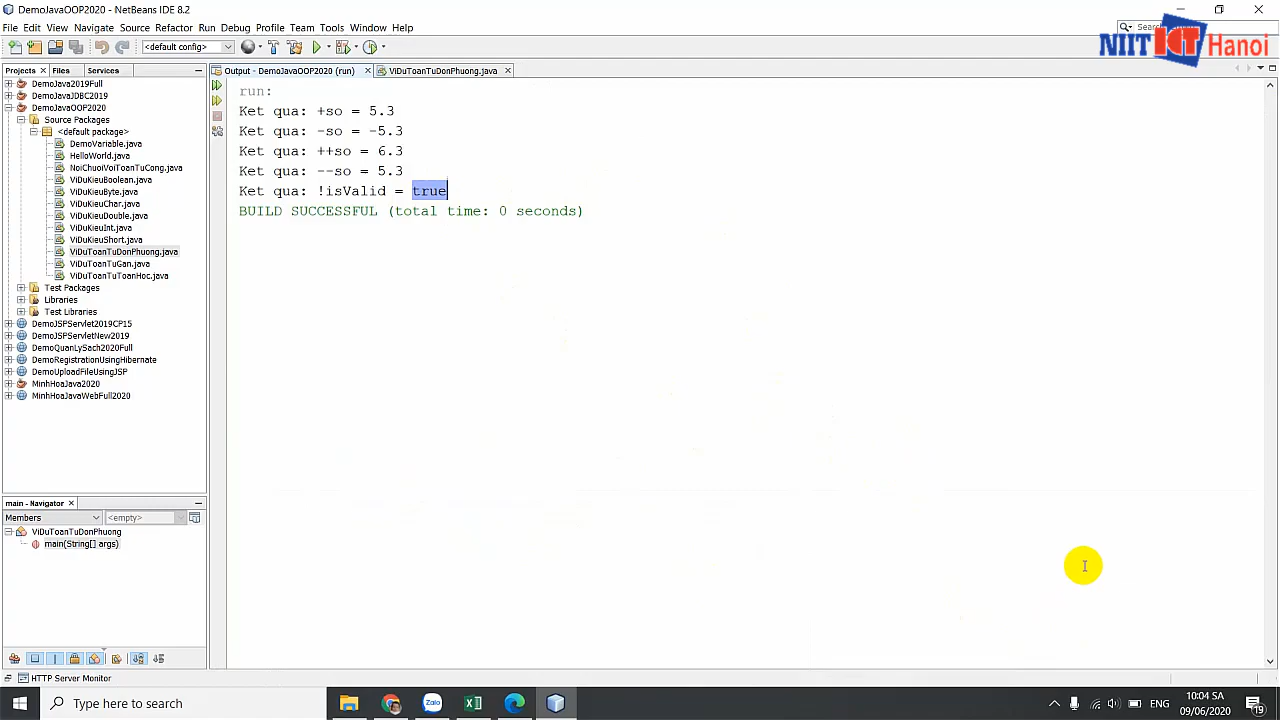 DemoJavaOOP2020 - NetBeans IDE 8.2
File Edit View Navigate Source Refactor Run Debug Profile Team Tools Window Help
<default config>
NIIT ICT Hanoi
Projects Files Services
Output - DemoJavaOOP2020 (run) ViDuToanTuDonPhuong.java
DemoJava2019Full
DemoJavaJDBC2019
DemoJavaOOP2020
Source Packages
<default package>
DemoVariable.java
HelloWorld.java
NoiChuoiVoiToanTuCong.java
ViDuKieuBoolean.java
ViDuKieuByte.java
ViDuKieuChar.java
ViDuKieuDouble.java
ViDuKieuInt.java
ViDuKieuShort.java
ViDuToanTuDonPhuong.java
ViDuToanTuGan.java
ViDuToanTuToanHoc.java
Test Packages
Libraries
Test Libraries
DemoJSPServlet2019CP15
DemoJSPServletNew2019
DemoQuanLySach2020Full
DemoRegistrationUsingHibernate
DemoUploadFileUsingJSP
MinhHoaJava2020
MinhHoaJavaWebFull2020
run:
Ket qua: +so = 5.3
Ket qua: -so = -5.3
Ket qua: ++so = 6.3
Ket qua: --so = 5.3
Ket qua: !isValid = true
BUILD SUCCESSFUL (total time: 0 seconds)
main - Navigator
Members <empty>
ViDuToanTuDonPhuong
main(String[] args)
HTTP Server Monitor
Type here to search
Zalo
ENG
10:04 SA
09/06/2020
19